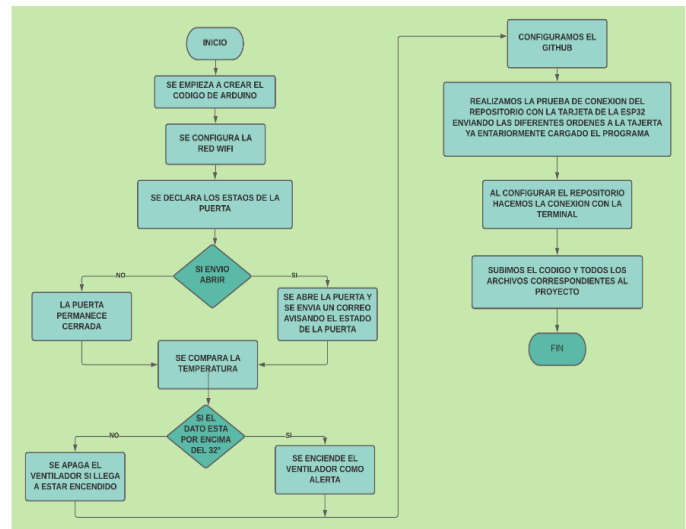 INICIO
SE EMPIEZA A CREAR EL
CODIGO DE ARDUINO
SE CONFIGURA LA
RED WIFI
SE DECLARA LOS ESTAOS DE LA
PUERTA
SI ENVIO
ABRIR
NO
SI
LA PUERTA
PERMANECE
CERRADA
SE ABRE LA PUERTA Y
SE ENVIA UN CORREO
AVISANDO EL ESTADO
DE LA PUERTA
SE COMPARA LA
TEMPERATURA
SI EL
DATO ESTA
POR ENCIMA
DEL 32°
NO
SI
SE APAGA EL
VENTILADOR SI LLEGA
A ESTAR ENCENDIDO
SE ENCIENDE EL
VENTILADOR COMO
ALERTA
CONFIGURAMOS EL
GITHUB
REALIZAMOS LA PRUEBA DE CONEXION DEL
REPOSITORIO CON LA TARJETA DE LA ESP32
ENVIANDO LAS DIFERENTES ORDENES A LA TAJERTA
YA ENTARIORMENTE CARGADO EL PROGRAMA
AL CONFIGURAR EL REPOSITORIO
HACEMOS LA CONEXION CON LA
TERMINAL
SUBIMOS EL CODIGO Y TODOS LOS
ARCHIVOS CORRESPONDIENTES AL
PROYECTO
FIN